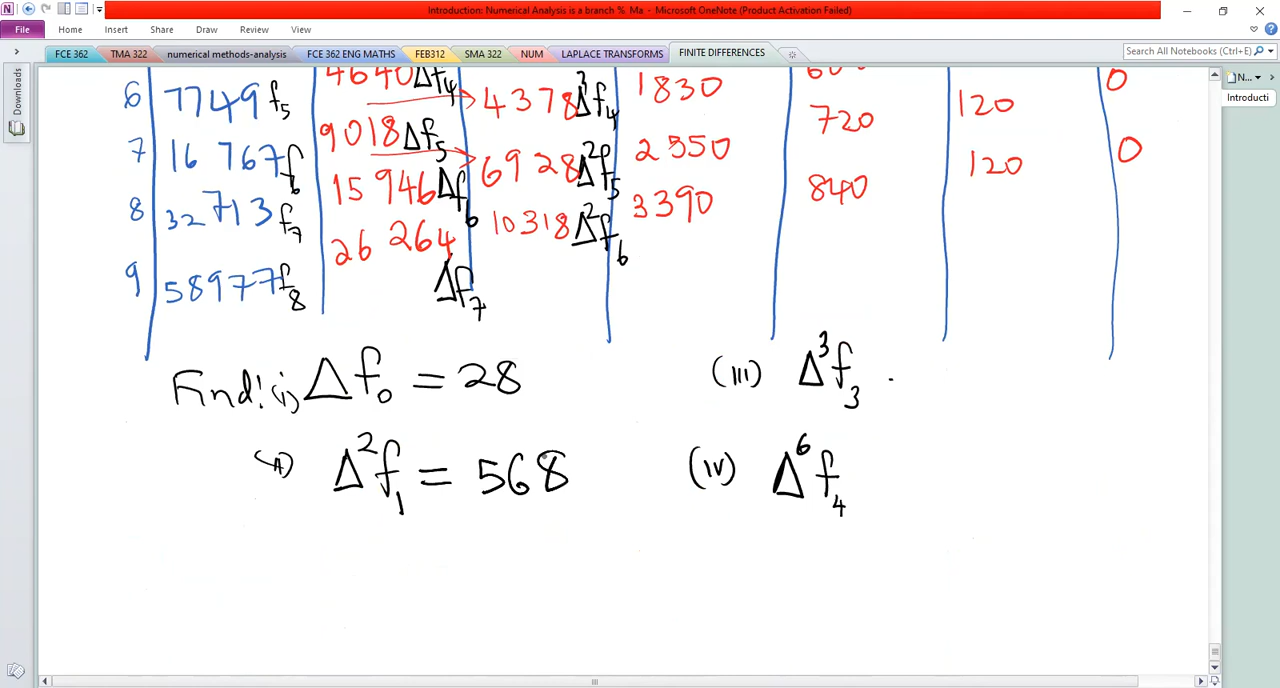 Introduction: Numerical Analysis is a branch % Ma - Microsoft OneNote (Product Activation Failed)
File Home Insert Share Draw Review View
FCE 362 TMA 322 numerical methods-analysis FCE 362 ENG MATHS FEB312 SMA 322 NUM LAPLACE TRANSFORMS FINITE DIFFERENCES
Search All Notebooks (Ctrl+E)
Downloads
N...
Introducti
4640 Δf₄ 1830 0
6 7749 f₅ 4378 Δ³f₄ 120
9018 Δf₅ 720
7 16 767 f₆ 2550 0
6928 Δ²f₅ 120
15 946 Δf₆ 840
8 32 713 f₇ 3390
10318 Δ²f₆
26 264 Δf₇
9 58977 f₈
Find! (i) Δf₀ = 28 (III) Δ³f₃ .
(ii) Δ²f₁ = 568 (IV) Δ⁶f₄